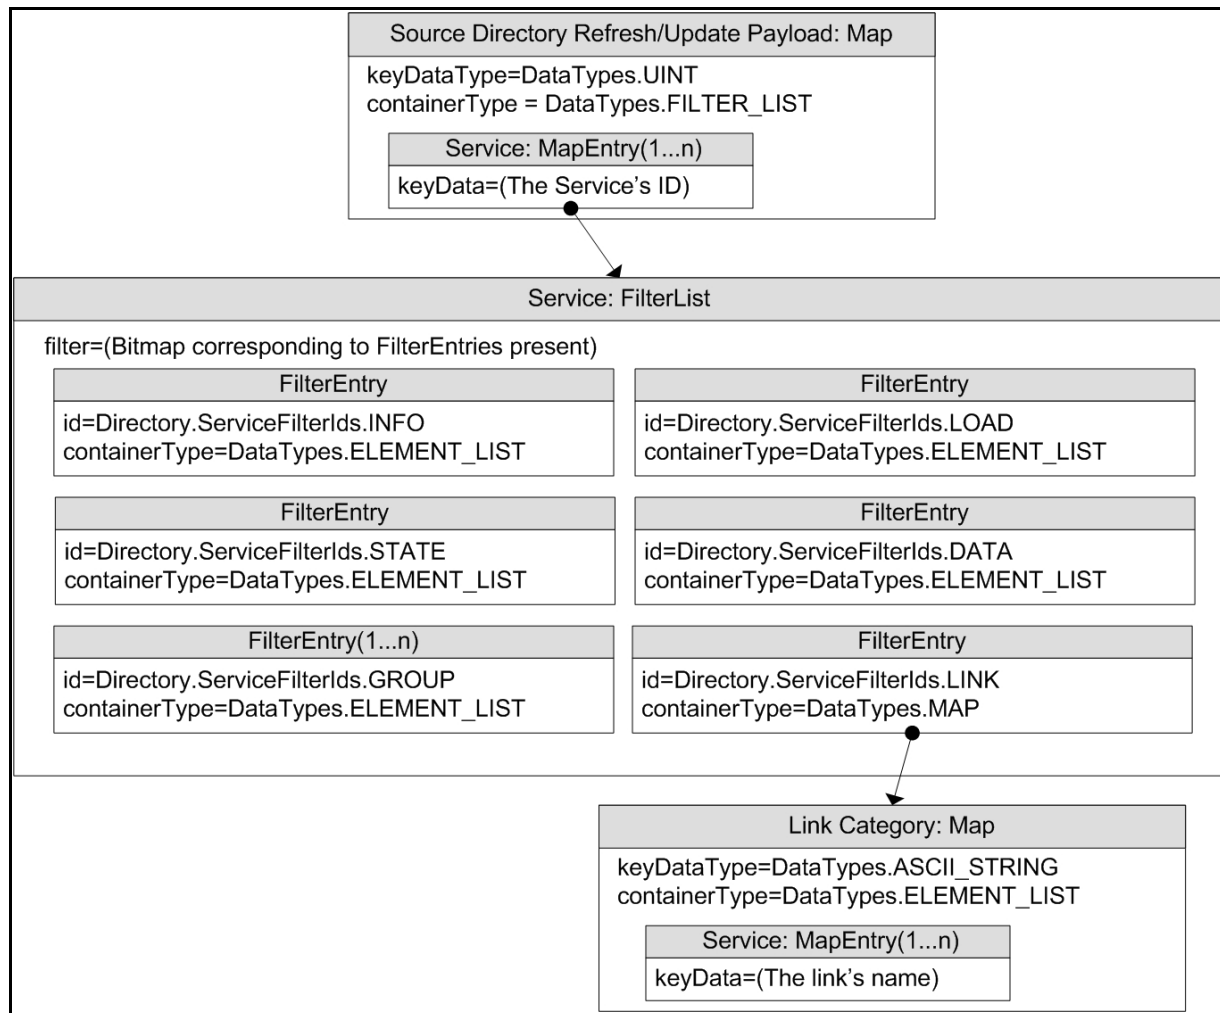 Source Directory Refresh/Update Payload: Map
keyDataType=DataTypes.UINT
containerType = DataTypes.FILTER_LIST
Service: MapEntry(1...n)
keyData=(The Service’s ID)
Service: FilterList
filter=(Bitmap corresponding to FilterEntries present)
FilterEntry
id=Directory.ServiceFilterIds.INFO
containerType=DataTypes.ELEMENT_LIST
FilterEntry
id=Directory.ServiceFilterIds.LOAD
containerType=DataTypes.ELEMENT_LIST
FilterEntry
id=Directory.ServiceFilterIds.STATE
containerType=DataTypes.ELEMENT_LIST
FilterEntry
id=Directory.ServiceFilterIds.DATA
containerType=DataTypes.ELEMENT_LIST
FilterEntry(1...n)
id=Directory.ServiceFilterIds.GROUP
containerType=DataTypes.ELEMENT_LIST
FilterEntry
id=Directory.ServiceFilterIds.LINK
containerType=DataTypes.MAP
Link Category: Map
keyDataType=DataTypes.ASCII_STRING
containerType=DataTypes.ELEMENT_LIST
Service: MapEntry(1...n)
keyData=(The link’s name)